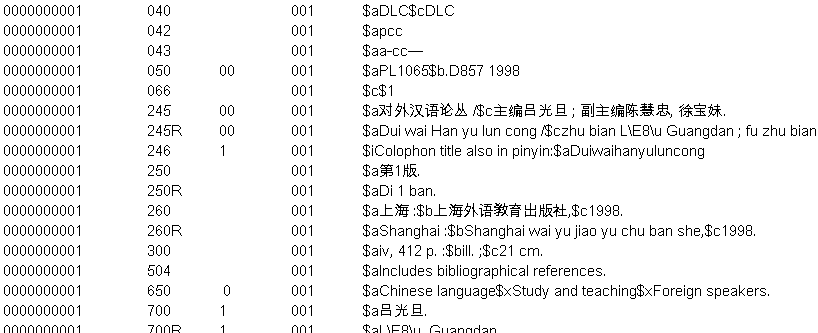 0000000001 040 001 $aDLC$cDLC
0000000001 042 001 $apcc
0000000001 043 001 $aa-cc—
0000000001 050 00 001 $aPL1065$b.D857 1998
0000000001 066 001 $c$1
0000000001 245 00 001 $a对外汉语论丛 /$c主编吕光旦 ; 副主编陈慧忠, 徐宝妹.
0000000001 245R 00 001 $aDui wai Han yu lun cong /$czhu bian L\E8\u Guangdan ; fu zhu bian
0000000001 246 1 001 $iColophon title also in pinyin:$aDuiwaihanyuluncong
0000000001 250 001 $a第1版.
0000000001 250R 001 $aDi 1 ban.
0000000001 260 001 $a上海 :$b上海外语教育出版社,$c1998.
0000000001 260R 001 $aShanghai :$bShanghai wai yu jiao yu chu ban she,$c1998.
0000000001 300 001 $aiv, 412 p. :$bill. ;$c21 cm.
0000000001 504 001 $aIncludes bibliographical references.
0000000001 650 0 001 $aChinese language$xStudy and teaching$xForeign speakers.
0000000001 700 1 001 $a吕光旦.
0000000001 700R 1 001 $aL\E8\u, Guangdan